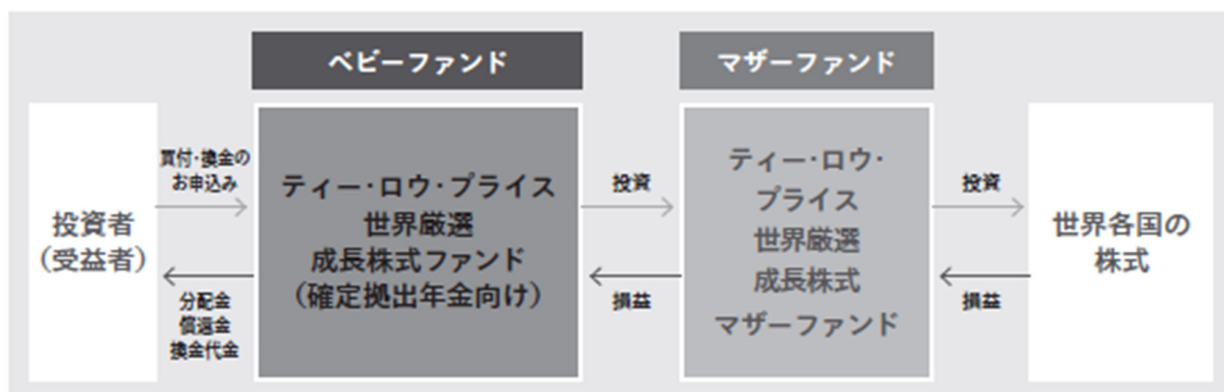 ベビーファンド
マザーファンド
投資者
（受益者）
買付・換金の
お申込み
分配金
償還金
換金代金
ティー・ロウ・プライス
世界厳選
成長株式ファンド
（確定拠出年金向け）
投資
損益
ティー・ロウ・
プライス
世界厳選
成長株式
マザーファンド
投資
損益
世界各国の
株式